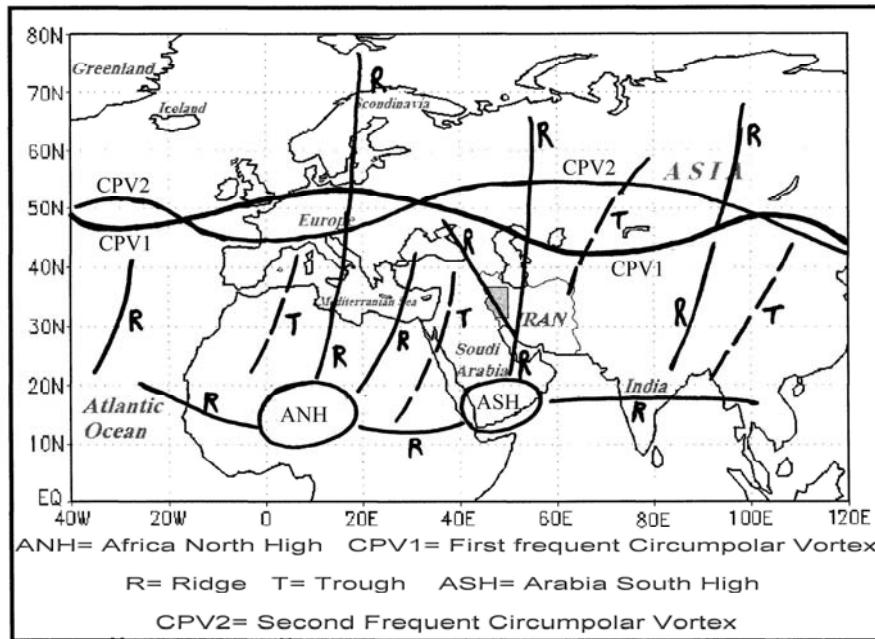 80N
Greenland
R
70N
Iceland
Scandinavia
R
R
60N
CPV2
CPV2
ASIA
T
50N
Europe
CPV1
R
CPV1
40N
Mediterranean Sea
R
T
R
T
IRAN
R
T
30N
Soudi
Arabia
R
R
20N
R
India
Atlantic
Ocean
ANH
ASH
R
R
10N
EQ
40W 20W 0 20E 40E 60E 80E 100E 120E
ANH= Africa North High CPV1= First frequent Circumpolar Vortex
R= Ridge T= Trough ASH= Arabia South High
CPV2= Second Frequent Circumpolar Vortex